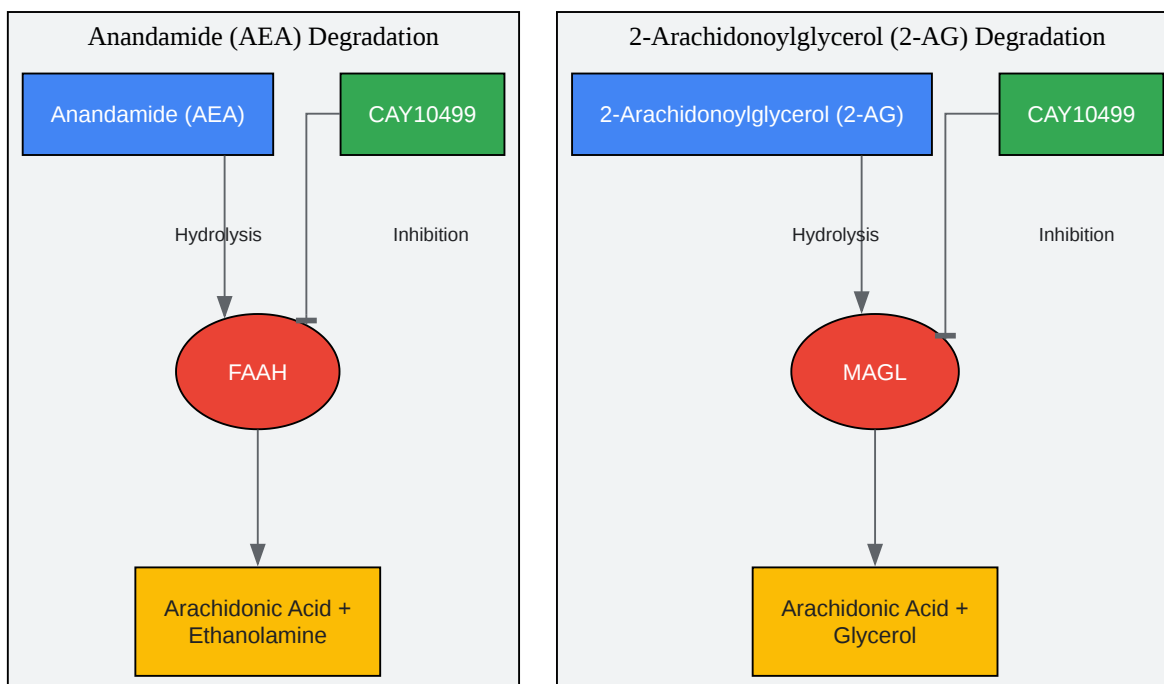 Anandamide (AEA) Degradation
Anandamide (AEA)
CAY10499
Hydrolysis
Inhibition
FAAH
Arachidonic Acid +
Ethanolamine
2-Arachidonoylglycerol (2-AG) Degradation
2-Arachidonoylglycerol (2-AG)
CAY10499
Hydrolysis
Inhibition
MAGL
Arachidonic Acid +
Glycerol